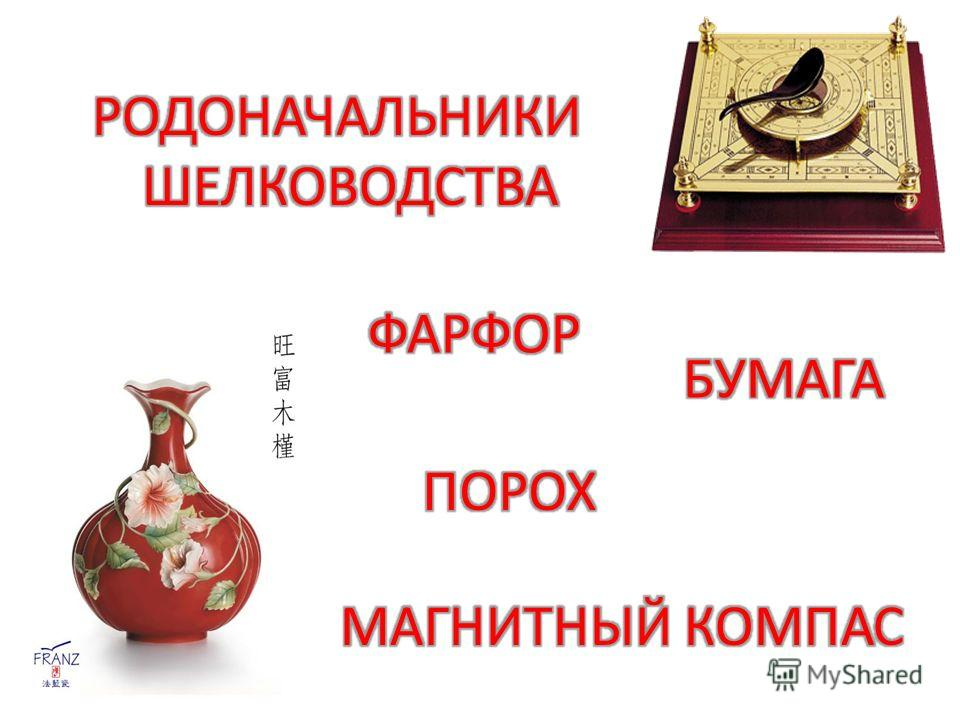 РОДОНАЧАЛЬНИКИ
ШЕЛКОВОДСТВА
ФАРФОР
БУМАГА
旺富木槿
ПОРОХ
МАГНИТНЫЙ КОМПАС
FRANZ
法藍瓷
MyShared